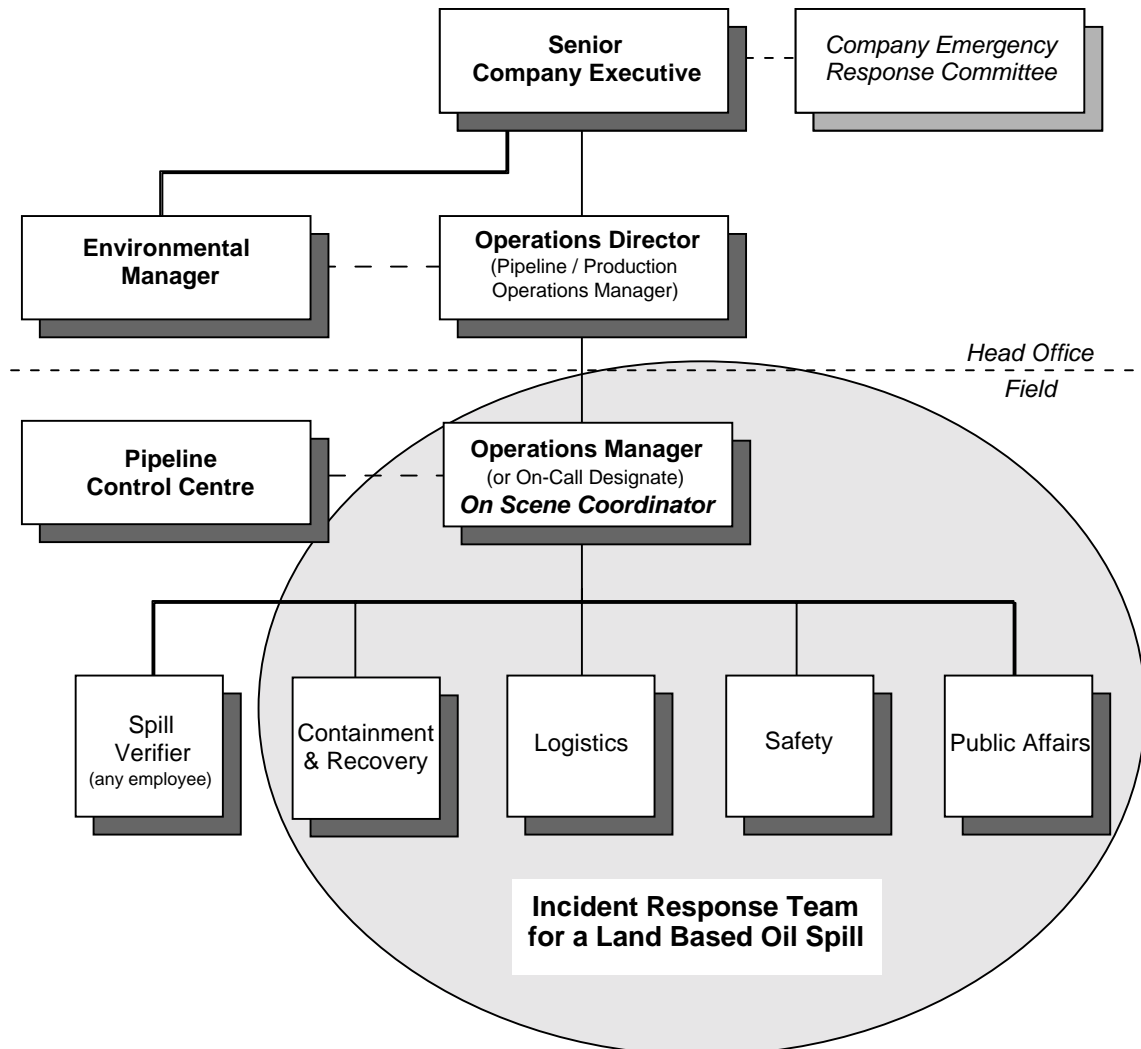 Senior
Company Executive
Company Emergency
Response Committee
Environmental
Manager
Operations Director
(Pipeline / Production
Operations Manager)
Head Office
Field
Pipeline
Control Centre
Operations Manager
(or On-Call Designate)
On Scene Coordinator
Spill
Verifier
(any employee)
Containment
& Recovery
Logistics
Safety
Public Affairs
Incident Response Team
for a Land Based Oil Spill